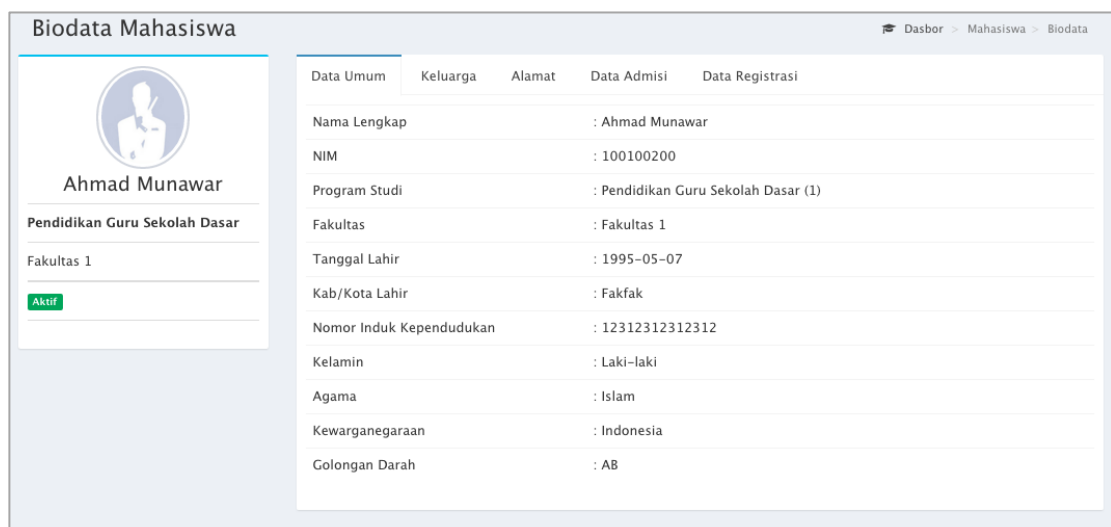 Biodata Mahasiswa
Dasbor > Mahasiswa > Biodata
Ahmad Munawar
Pendidikan Guru Sekolah Dasar
Fakultas 1
Aktif
Data Umum Keluarga Alamat Data Admisi Data Registrasi
Nama Lengkap : Ahmad Munawar
NIM : 100100200
Program Studi : Pendidikan Guru Sekolah Dasar (1)
Fakultas : Fakultas 1
Tanggal Lahir : 1995-05-07
Kab/Kota Lahir : Fakfak
Nomor Induk Kependudukan : 12312312312312
Kelamin : Laki-laki
Agama : Islam
Kewarganegaraan : Indonesia
Golongan Darah : AB